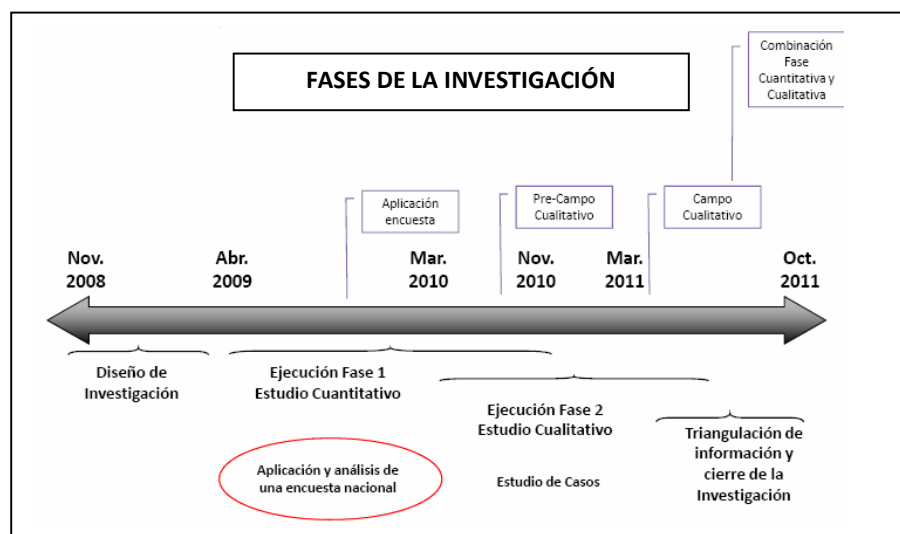 FASES DE LA INVESTIGACIÓN
Combinación
Fase
Cuantitativa y
Cualitativa
Aplicación
encuesta
Pre-Campo
Cualitativo
Campo
Cualitativo
Nov.
2008
Abr.
2009
Mar.
2010
Nov.
2010
Mar.
2011
Oct.
2011
Diseño de
Investigación
Ejecución Fase 1
Estudio Cuantitativo
Ejecución Fase 2
Estudio Cualitativo
Triangulación de
información y
cierre de la
Investigación
Aplicación y análisis de
una encuesta nacional
Estudio de Casos